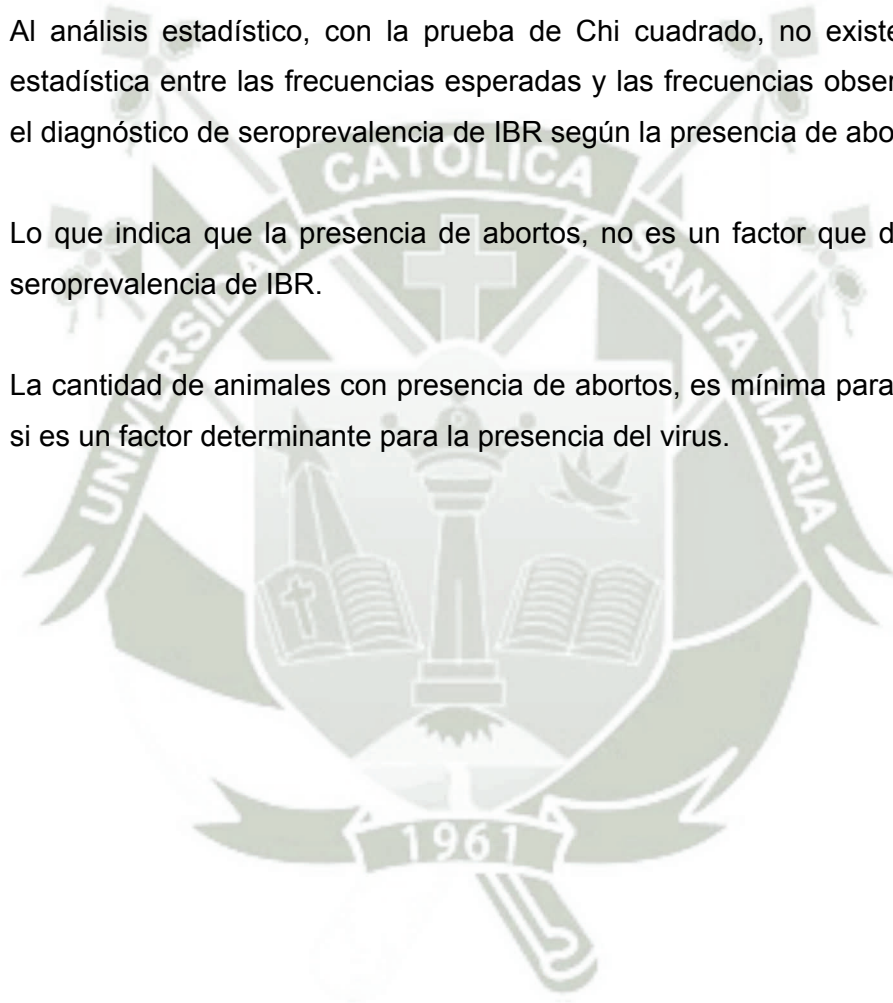 Al análisis estadístico, con la prueba de Chi cuadrado, no existe
estadística entre las frecuencias esperadas y las frecuencias obser
el diagnóstico de seroprevalencia de IBR según la presencia de abo
Lo que indica que la presencia de abortos, no es un factor que d
seroprevalencia de IBR.
La cantidad de animales con presencia de abortos, es mínima para
si es un factor determinante para la presencia del virus.
UNIVERSIDAD CATOLICA SANTA MARIA
1961